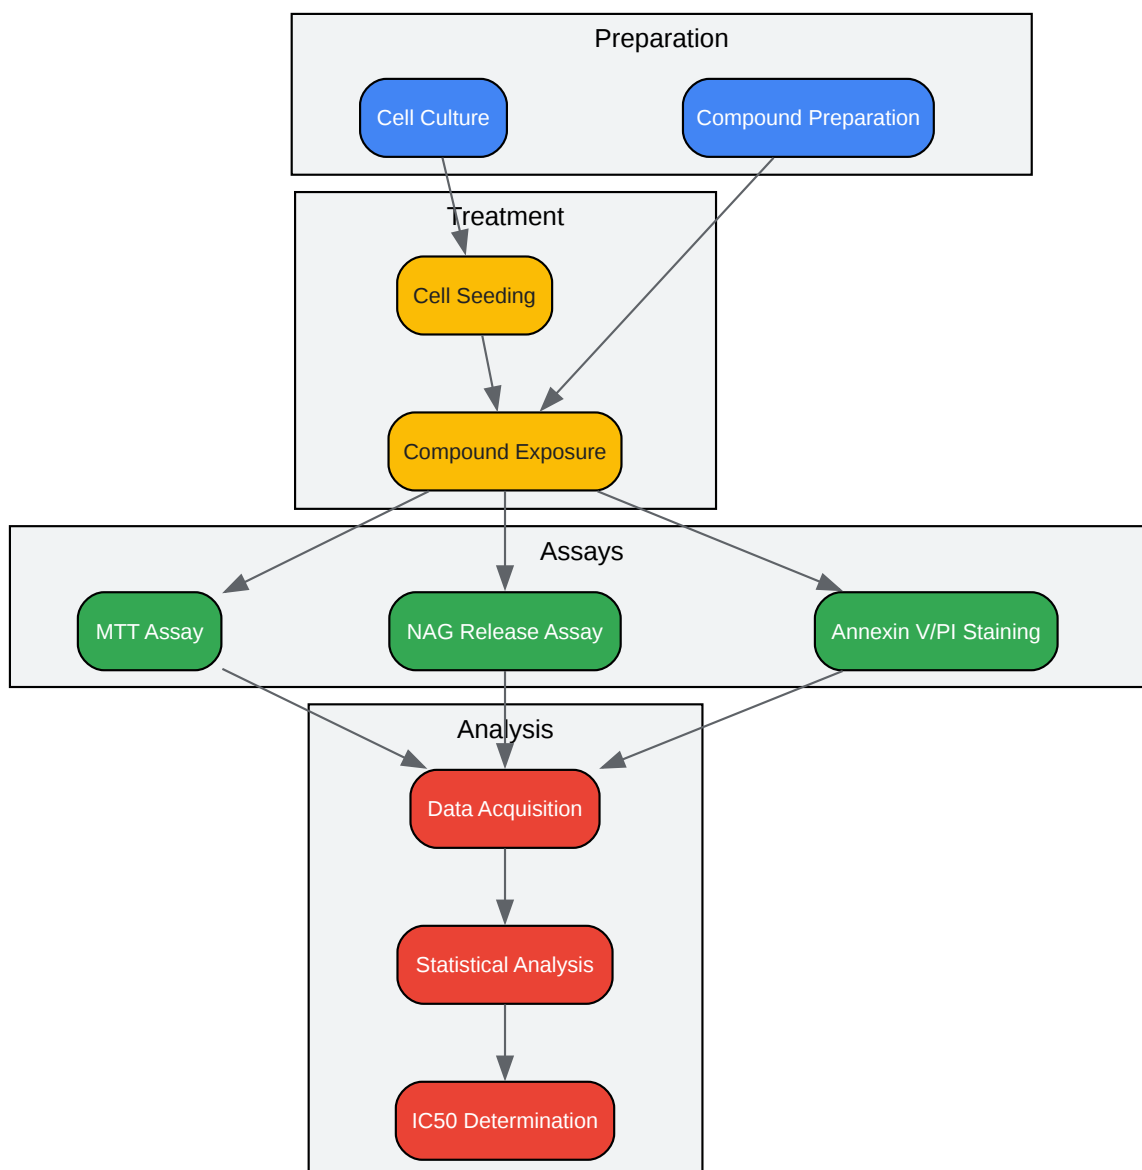 Preparation
Cell Culture
Compound Preparation
Treatment
Cell Seeding
Compound Exposure
Assays
MTT Assay
NAG Release Assay
Annexin V/PI Staining
Analysis
Data Acquisition
Statistical Analysis
IC50 Determination